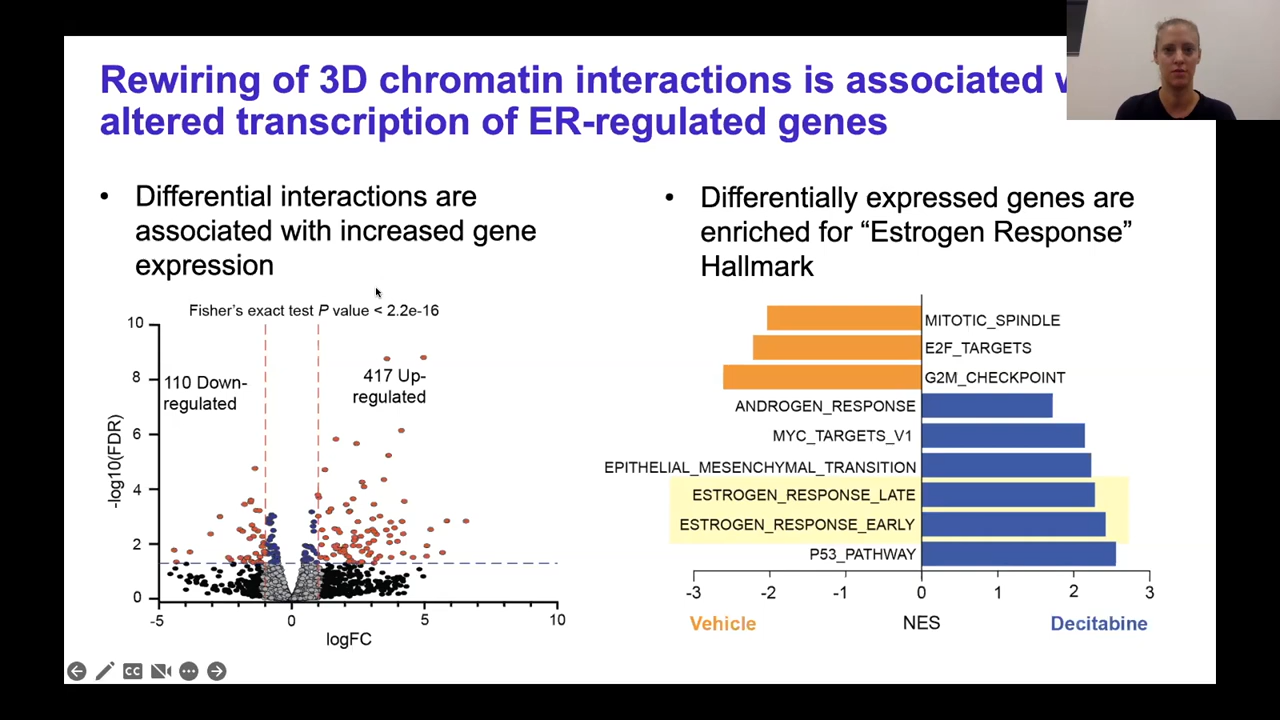 Rewiring of 3D chromatin interactions is associated
altered transcription of ER-regulated genes
• Differential interactions are
associated with increased gene
expression
Fisher’s exact test P value < 2.2e-16
10
8
6
4
2
0
-log10(FDR)
110 Down-
regulated
417 Up-
regulated
-5
0
5
10
logFC
• Differentially expressed genes are
enriched for “Estrogen Response”
Hallmark
MITOTIC_SPINDLE
E2F_TARGETS
G2M_CHECKPOINT
ANDROGEN_RESPONSE
MYC_TARGETS_V1
EPITHELIAL_MESENCHYMAL_TRANSITION
ESTROGEN_RESPONSE_LATE
ESTROGEN_RESPONSE_EARLY
P53_PATHWAY
-3
-2
-1
0
1
2
3
Vehicle
NES
Decitabine
CC